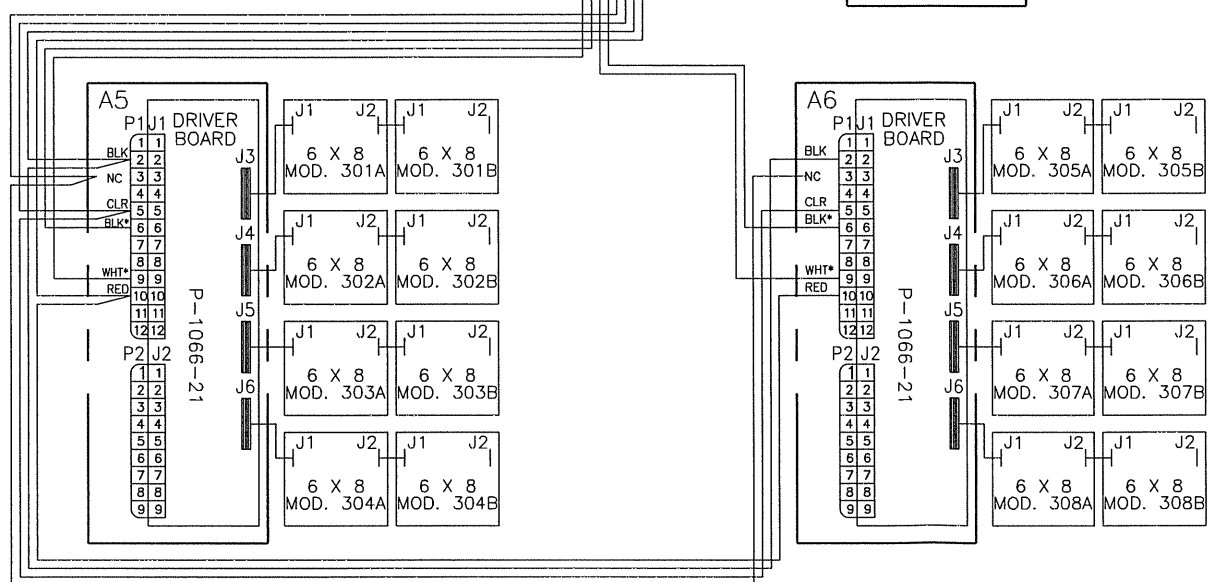 A5
P1 J1 DRIVER BOARD
1 1
BLK 2 2
NC 3 3
4 4
CLR 5 5
BLK* 6 6
7 7
8 8
WHT* 9 9
RED 10 10
11 11
12 12
P2 J2
1 1
2 2
3 3
4 4
5 5
6 6
7 7
8 8
9 9
P-1066-21
J3
J4
J5
J6
J1 J2
6 X 8
MOD. 301A
J1 J2
6 X 8
MOD. 301B
J1 J2
6 X 8
MOD. 302A
J1 J2
6 X 8
MOD. 302B
J1 J2
6 X 8
MOD. 303A
J1 J2
6 X 8
MOD. 303B
J1 J2
6 X 8
MOD. 304A
J1 J2
6 X 8
MOD. 304B
A6
P1 J1 DRIVER BOARD
1 1
BLK 2 2
NC 3 3
4 4
CLR 5 5
BLK* 6 6
7 7
8 8
WHT* 9 9
RED 10 10
11 11
12 12
P2 J2
1 1
2 2
3 3
4 4
5 5
6 6
7 7
8 8
9 9
P-1066-21
J3
J4
J5
J6
J1 J2
6 X 8
MOD. 305A
J1 J2
6 X 8
MOD. 305B
J1 J2
6 X 8
MOD. 306A
J1 J2
6 X 8
MOD. 306B
J1 J2
6 X 8
MOD. 307A
J1 J2
6 X 8
MOD. 307B
J1 J2
6 X 8
MOD. 308A
J1 J2
6 X 8
MOD. 308B